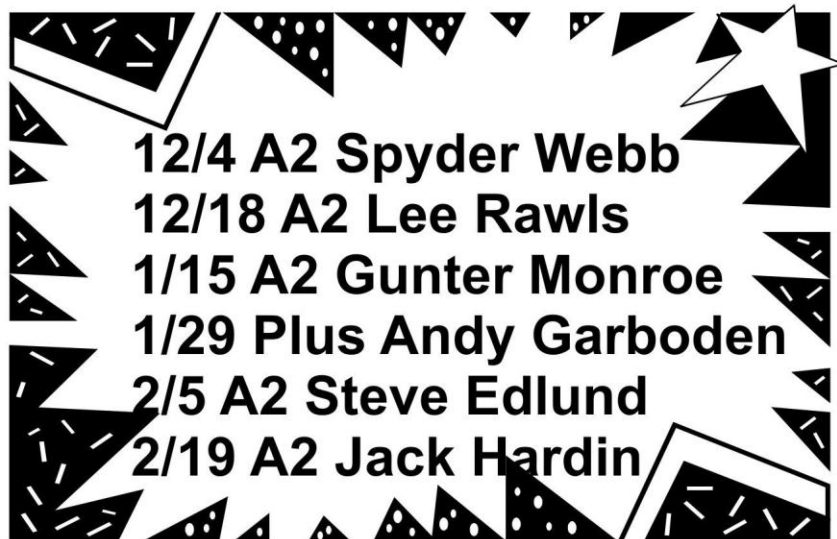 12/4 A2 Spyder Webb
12/18 A2 Lee Rawls
1/15 A2 Gunter Monroe
1/29 Plus Andy Garboden
2/5 A2 Steve Edlund
2/19 A2 Jack Hardin